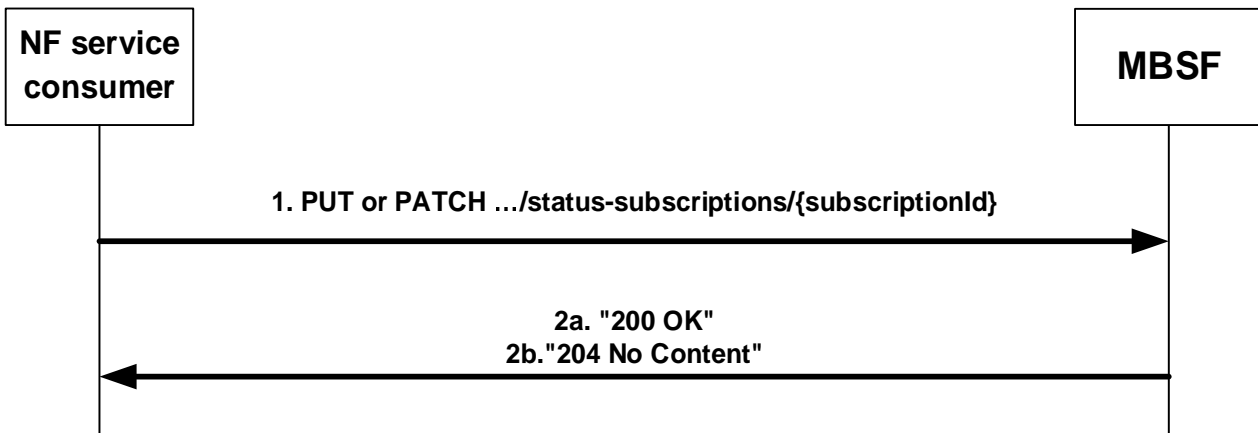 NF service
consumer
MBSF
1. PUT or PATCH …/status-subscriptions/{subscriptionId}
2a. "200 OK"
2b."204 No Content"